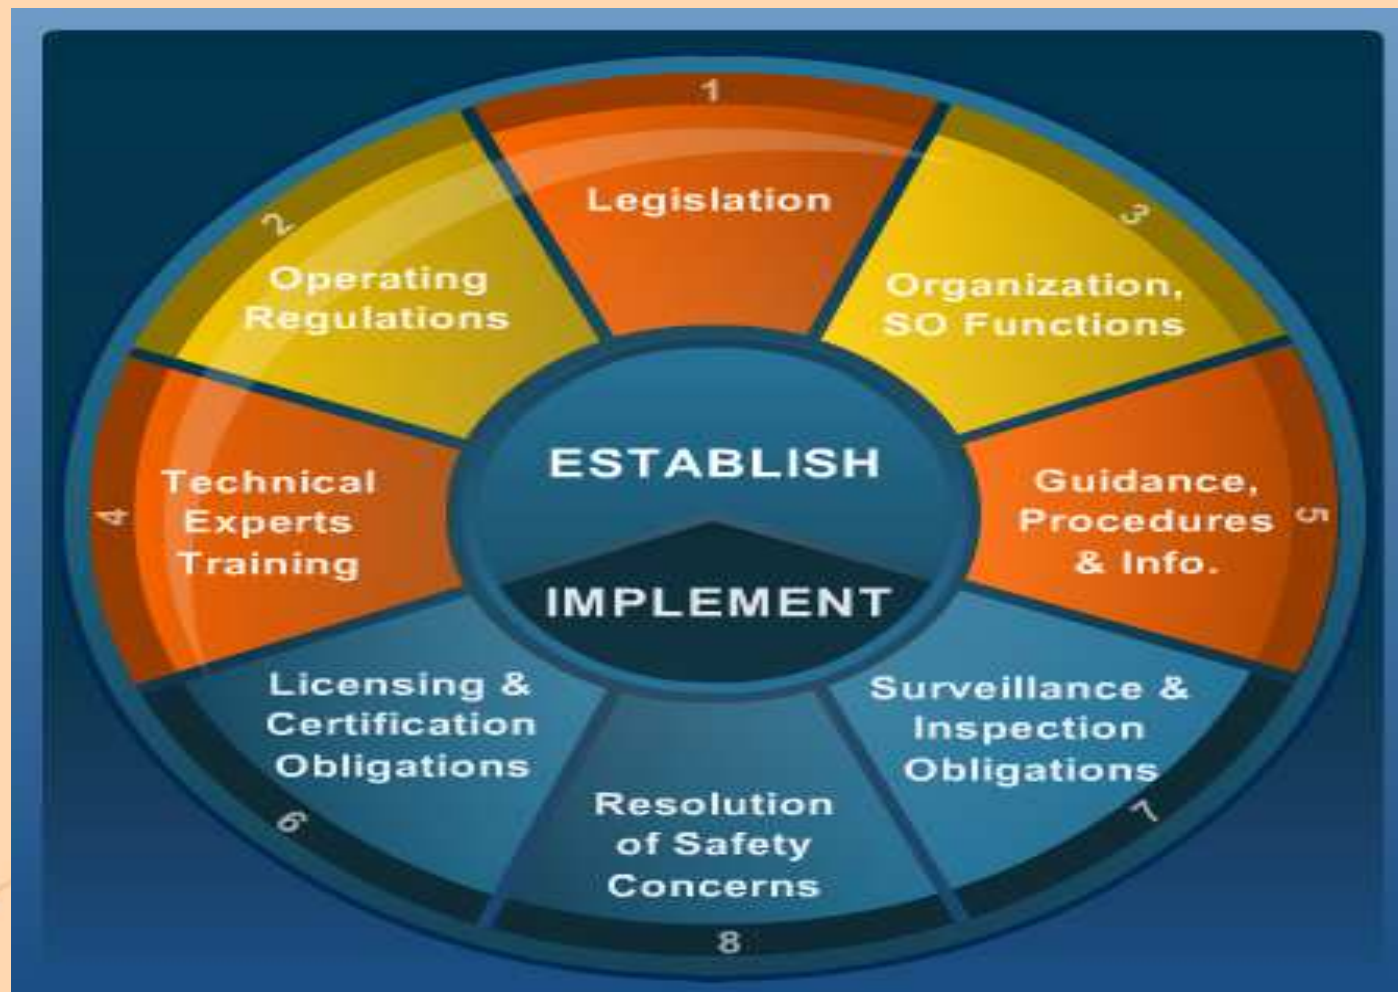 1
Legislation
2
Operating
Regulations
3
Organization,
SO Functions
4
Technical
Experts
Training
5
Guidance,
Procedures
& Info.
ESTABLISH
IMPLEMENT
6
Licensing &
Certification
Obligations
7
Surveillance &
Inspection
Obligations
8
Resolution
of Safety
Concerns